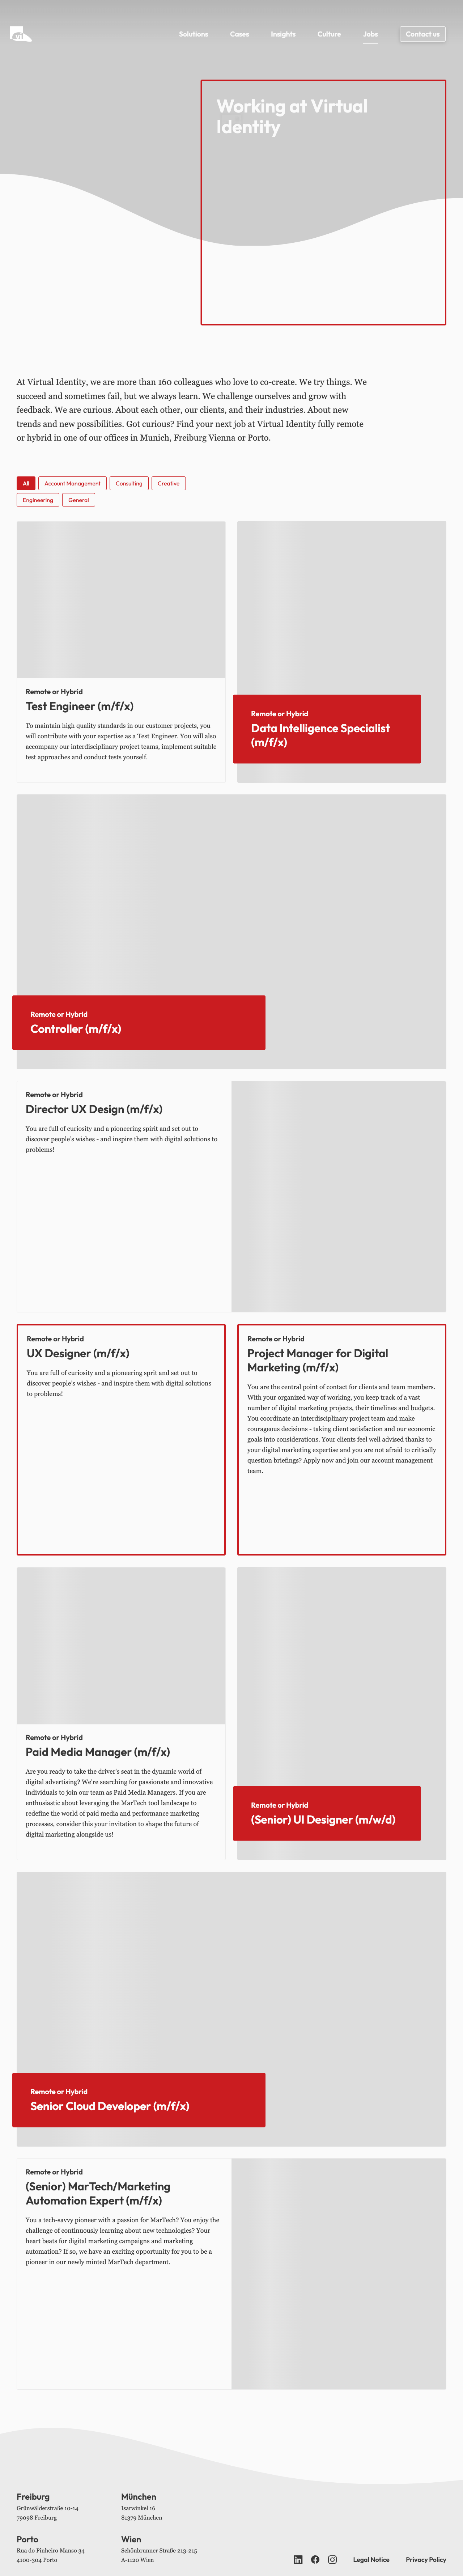 vi
Solutions
Cases
Insights
Culture
Jobs
Contact us
Working at Virtual
Identity
At Virtual Identity, we are more than 160 colleagues who love to co-create. We try things. We
succeed and sometimes fail, but we always learn. We challenge ourselves and grow with
feedback. We are curious. About each other, our clients, and their industries. About new
trends and new possibilities. Got curious? Find your next job at Virtual Identity fully remote
or hybrid in one of our offices in Munich, Freiburg Vienna or Porto.
All
Account Management
Consulting
Creative
Engineering
General
Remote or Hybrid
Test Engineer (m/f/x)
To maintain high quality standards in our customer projects, you
will contribute with your expertise as a Test Engineer. You will also
accompany our interdisciplinary project teams, implement suitable
test approaches and conduct tests yourself.
Remote or Hybrid
Data Intelligence Specialist
(m/f/x)
Remote or Hybrid
Controller (m/f/x)
Remote or Hybrid
Director UX Design (m/f/x)
You are full of curiosity and a pioneering spirit and set out to
discover people's wishes - and inspire them with digital solutions to
problems!
Remote or Hybrid
UX Designer (m/f/x)
You are full of curiosity and a pioneering sprit and set out to
discover people's wishes - and inspire them with digital solutions
to problems!
Remote or Hybrid
Project Manager for Digital
Marketing (m/f/x)
You are the central point of contact for clients and team members.
With your organized way of working, you keep track of a vast
number of digital marketing projects, their timelines and budgets.
You coordinate an interdisciplinary project team and make
courageous decisions - taking client satisfaction and our economic
goals into considerations. Your clients feel well advised thanks to
your digital marketing expertise and you are not afraid to critically
question briefings? Apply now and join our account management
team.
Remote or Hybrid
Paid Media Manager (m/f/x)
Are you ready to take the driver's seat in the dynamic world of
digital advertising? We're searching for passionate and innovative
individuals to join our team as Paid Media Managers. If you are
enthusiastic about leveraging the MarTech tool landscape to
redefine the world of paid media and performance marketing
processes, consider this your invitation to shape the future of
digital marketing alongside us!
Remote or Hybrid
(Senior) UI Designer (m/w/d)
Remote or Hybrid
Senior Cloud Developer (m/f/x)
Remote or Hybrid
(Senior) MarTech/Marketing
Automation Expert (m/f/x)
You a tech-savvy pioneer with a passion for MarTech? You enjoy the
challenge of continuously learning about new technologies? Your
heart beats for digital marketing campaigns and marketing
automation? If so, we have an exciting opportunity for you to be a
pioneer in our newly minted MarTech department.
Freiburg
Grünwälderstraße 10-14
79098 Freiburg
München
Isarwinkel 16
81379 München
Porto
Rua do Pinheiro Manso 34
4100-304 Porto
Wien
Schönbrunner Straße 213-215
A-1120 Wien
Legal Notice
Privacy Policy